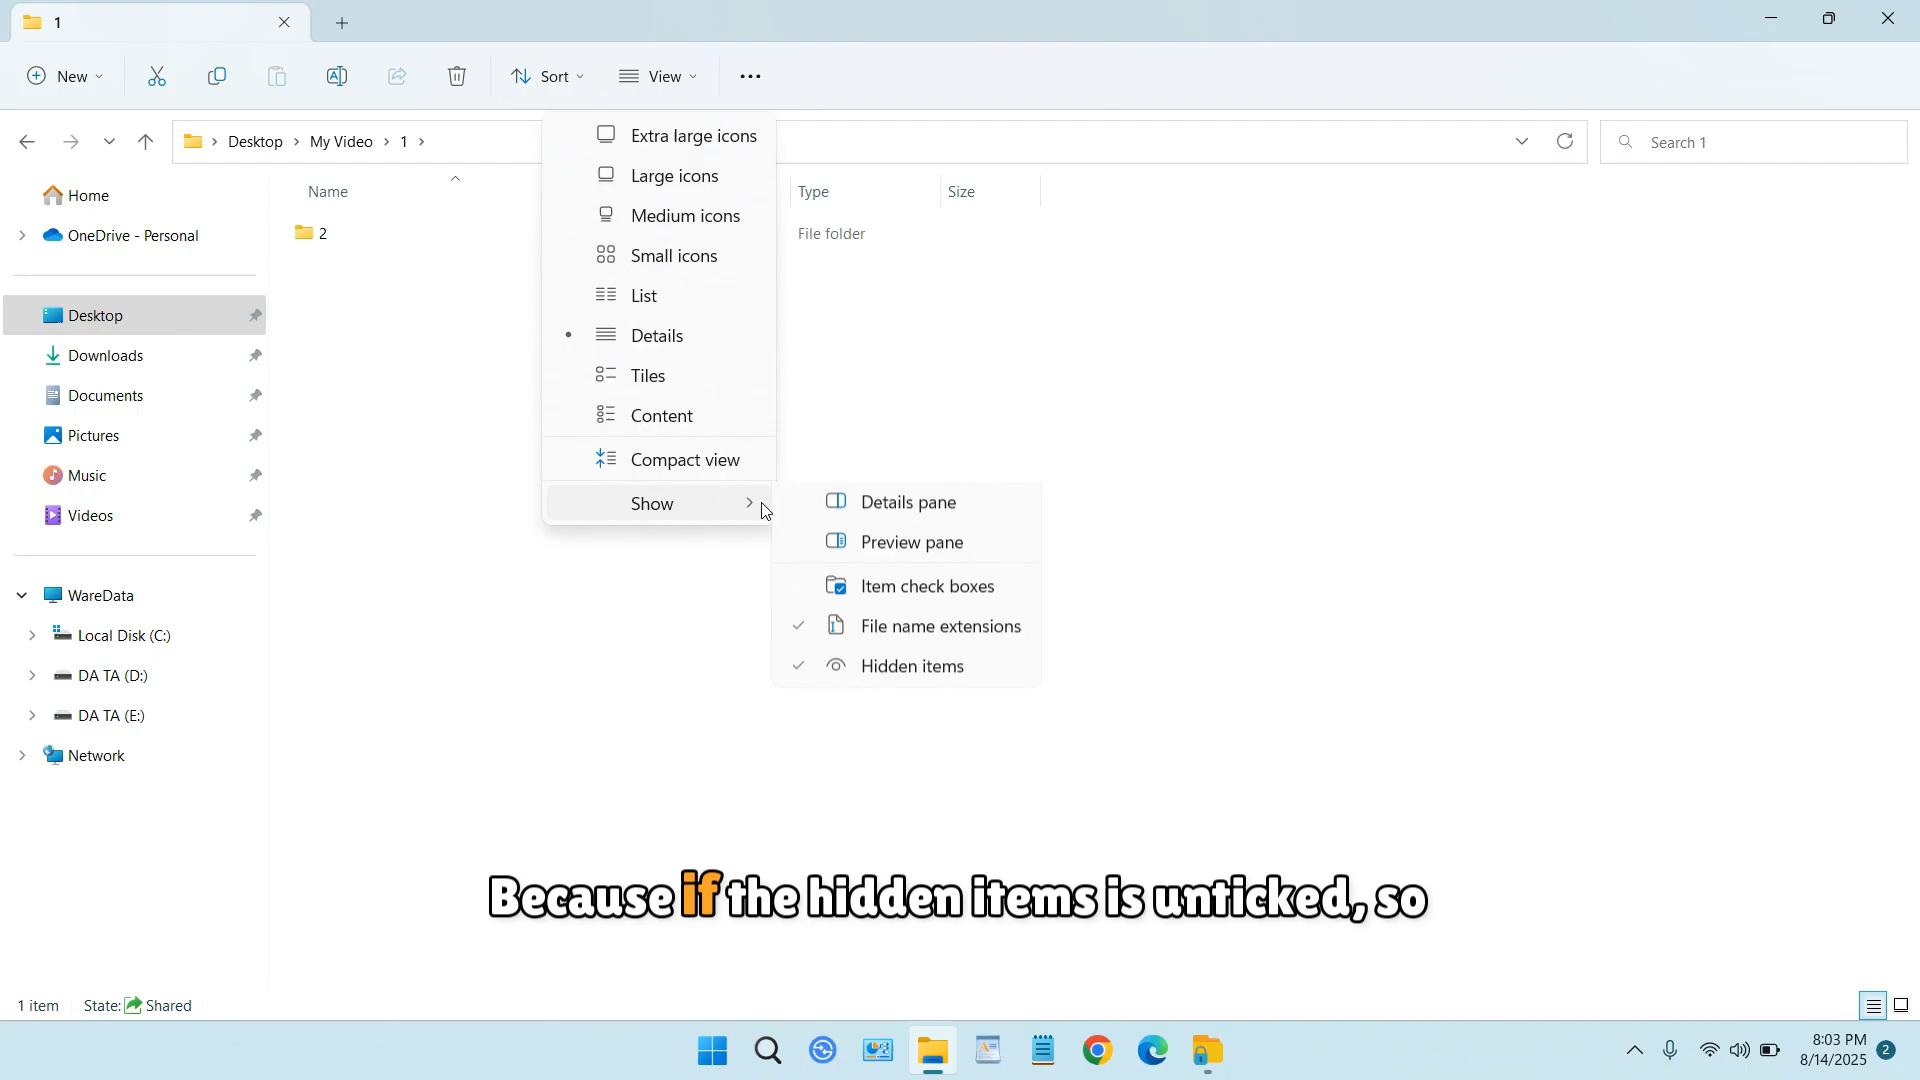 1
New
Sort
View
Desktop
My Video
1
Search 1
Name
Type
Size
2
File folder
Home
OneDrive - Personal
Desktop
Downloads
Documents
Pictures
Music
Videos
WareData
Local Disk (C:)
DA TA (D:)
DA TA (E:)
Network
Extra large icons
Large icons
Medium icons
Small icons
List
Details
Tiles
Content
Compact view
Show
Details pane
Preview pane
Item check boxes
File name extensions
Hidden items
Because if the hidden items is unticked, so
1 item
State: Shared
8:03 PM
8/14/2025
2